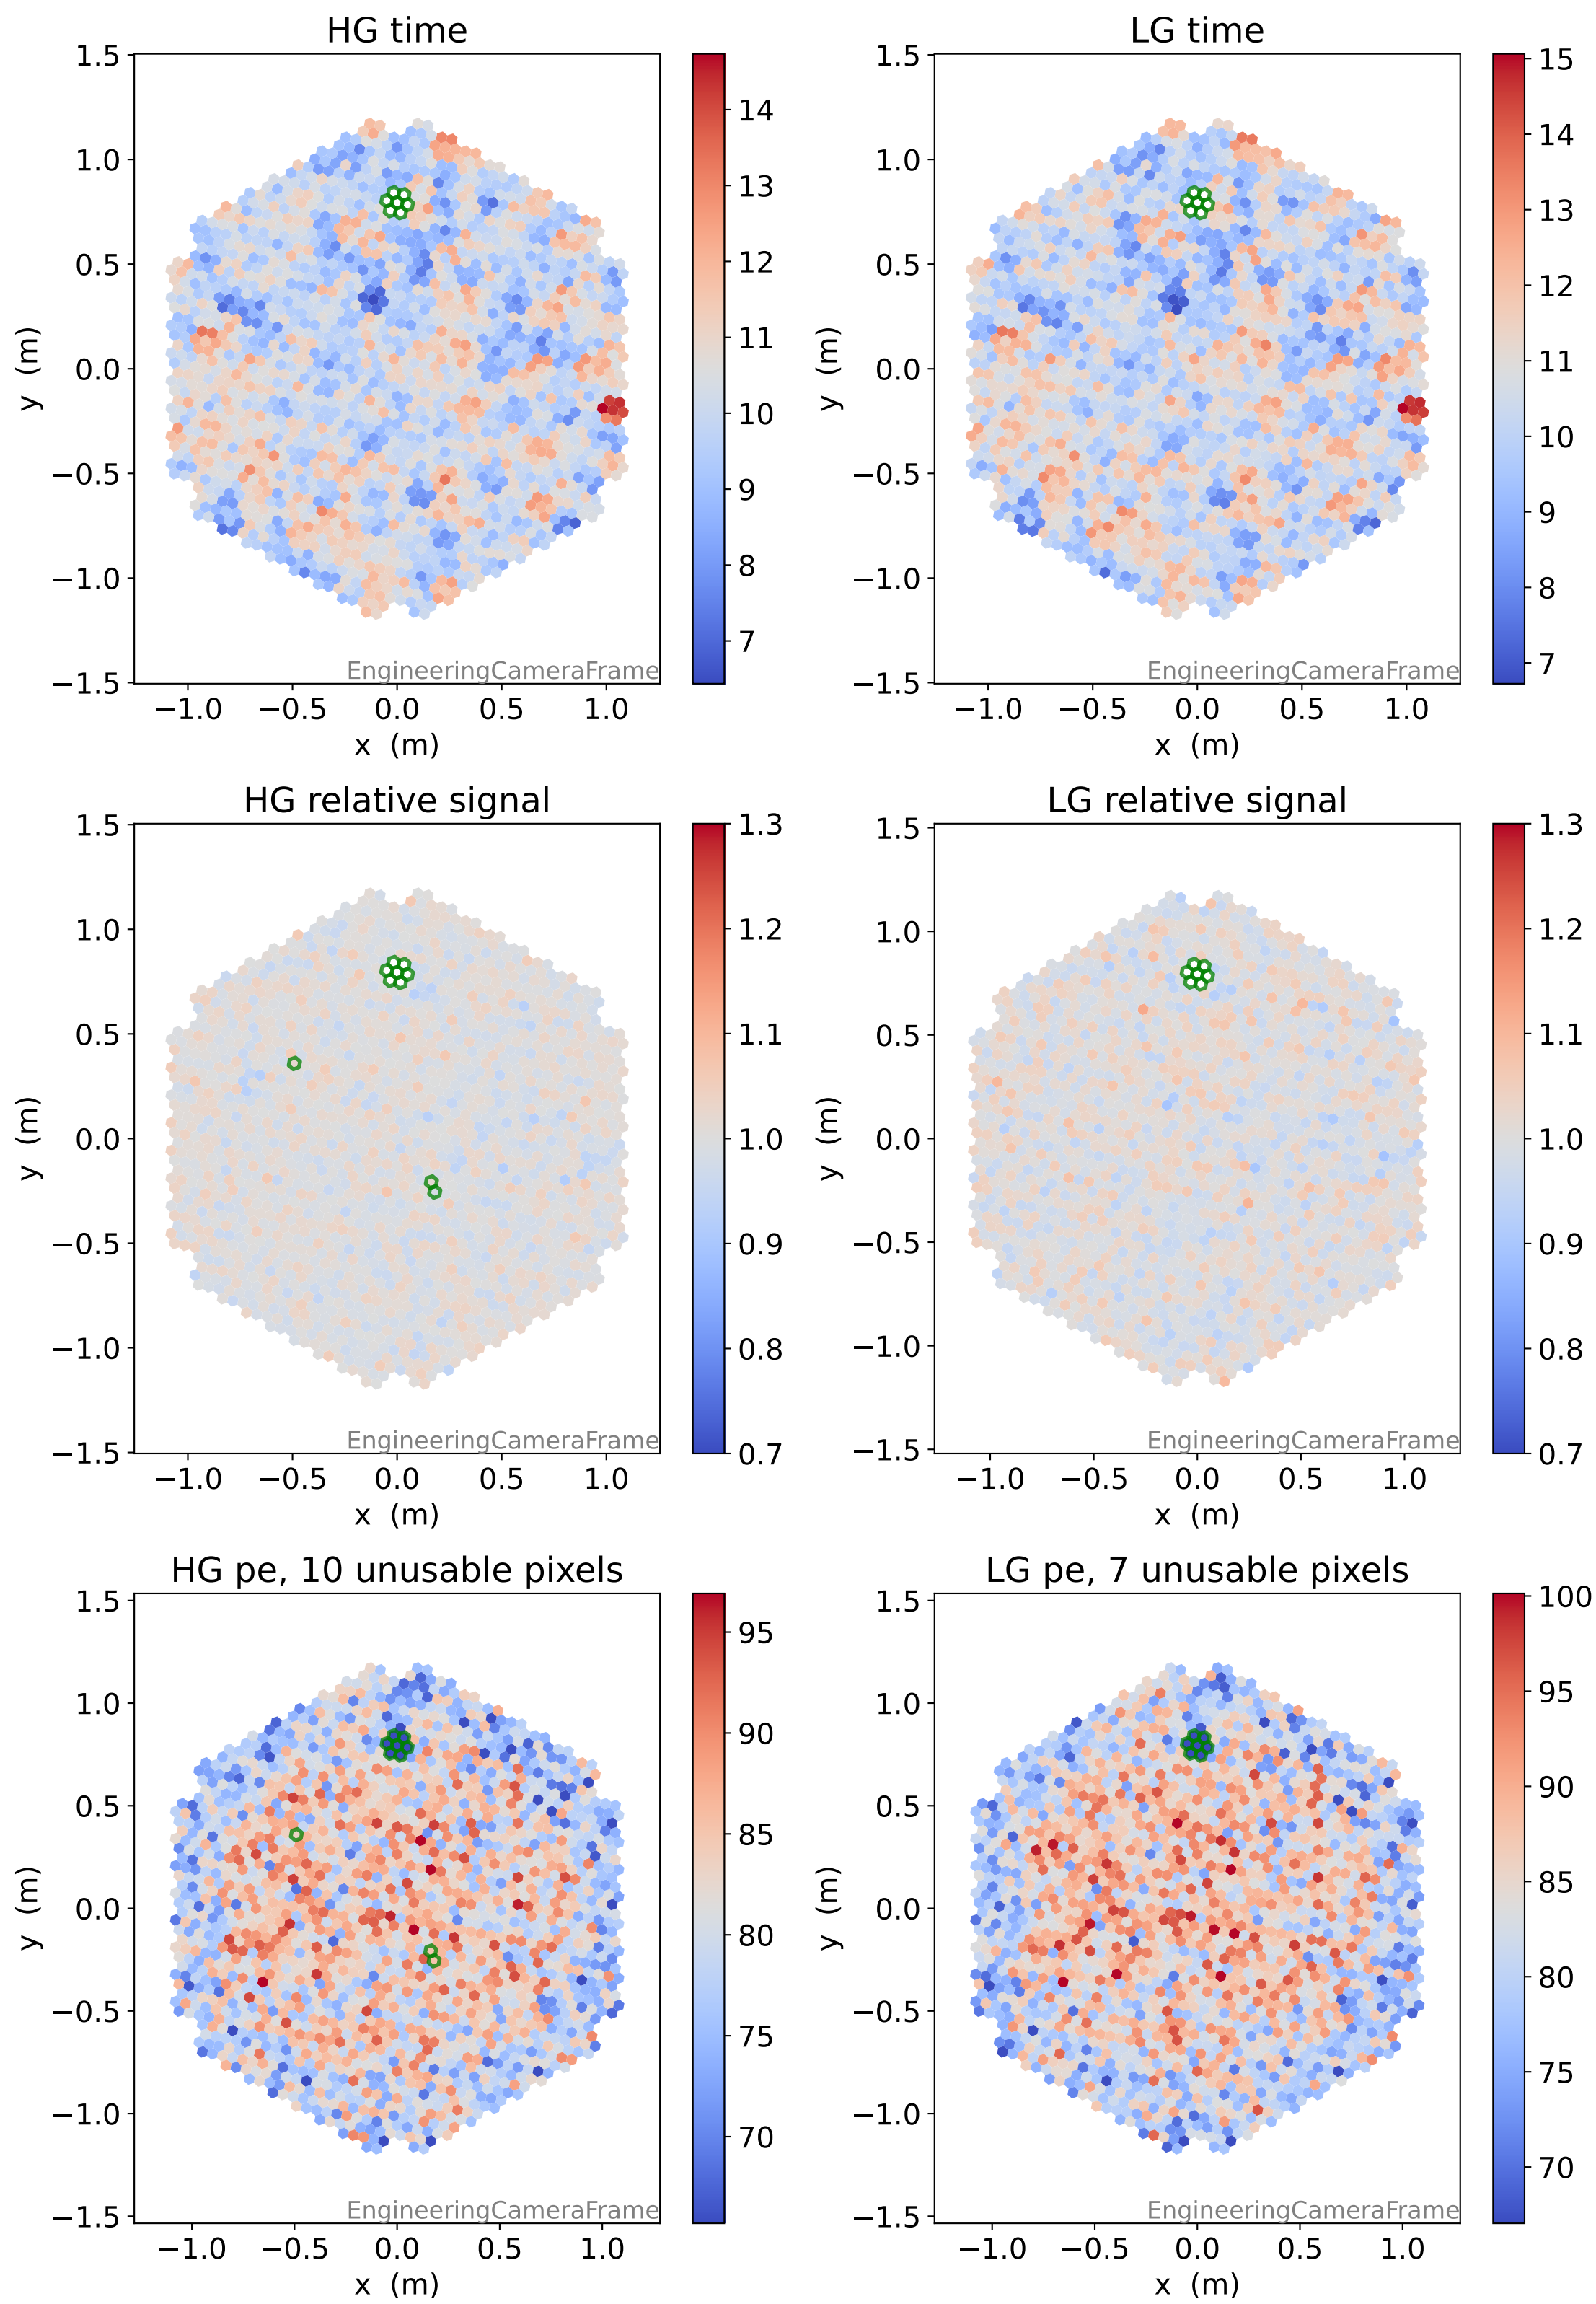 HG time
LG time
1.5
1.0
0.5
0.0
−0.5
−1.0
−1.5
y (m)
−1.0 −0.5 0.0 0.5 1.0
x (m)
EngineeringCameraFrame
14
13
12
11
10
9
8
7
1.5
1.0
0.5
0.0
−0.5
−1.0
−1.5
y (m)
−1.0 −0.5 0.0 0.5 1.0
x (m)
EngineeringCameraFrame
15
14
13
12
11
10
9
8
7
HG relative signal
LG relative signal
1.5
1.0
0.5
0.0
−0.5
−1.0
−1.5
y (m)
−1.0 −0.5 0.0 0.5 1.0
x (m)
EngineeringCameraFrame
1.3
1.2
1.1
1.0
0.9
0.8
0.7
1.5
1.0
0.5
0.0
−0.5
−1.0
−1.5
y (m)
−1.0 −0.5 0.0 0.5 1.0
x (m)
EngineeringCameraFrame
1.3
1.2
1.1
1.0
0.9
0.8
0.7
HG pe, 10 unusable pixels
LG pe, 7 unusable pixels
1.5
1.0
0.5
0.0
−0.5
−1.0
−1.5
y (m)
−1.0 −0.5 0.0 0.5 1.0
x (m)
EngineeringCameraFrame
95
90
85
80
75
70
1.5
1.0
0.5
0.0
−0.5
−1.0
−1.5
y (m)
−1.0 −0.5 0.0 0.5 1.0
x (m)
EngineeringCameraFrame
100
95
90
85
80
75
70